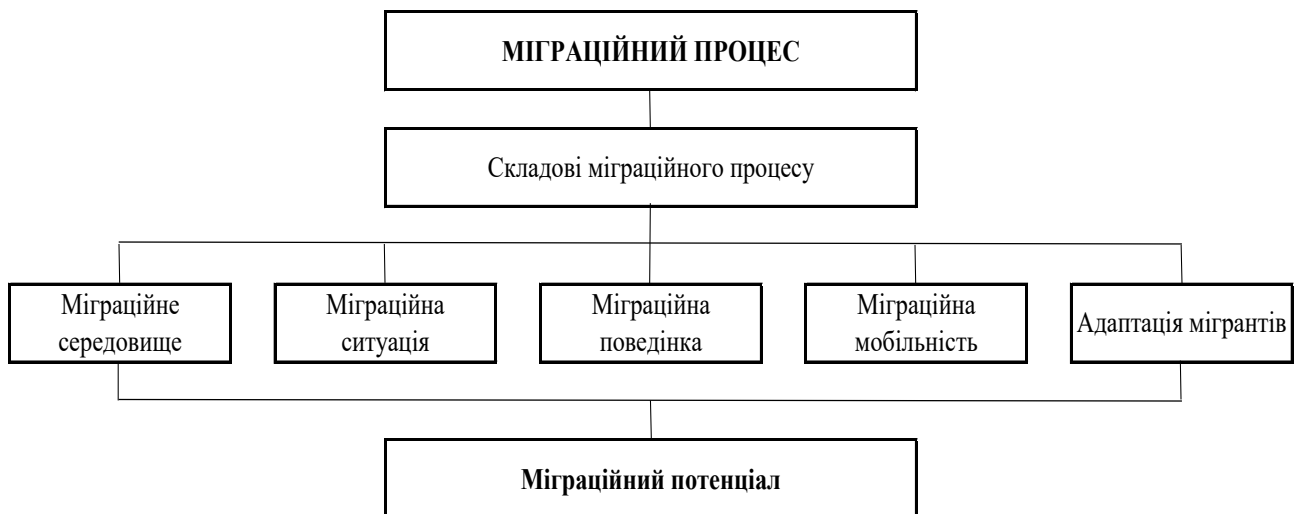 МІГРАЦІЙНИЙ ПРОЦЕС
Складові міграційного процесу
Міграційне
середовище
Міграційна
ситуація
Міграційна
поведінка
Міграційна
мобільність
Адаптація мігрантів
Міграційний потенціал